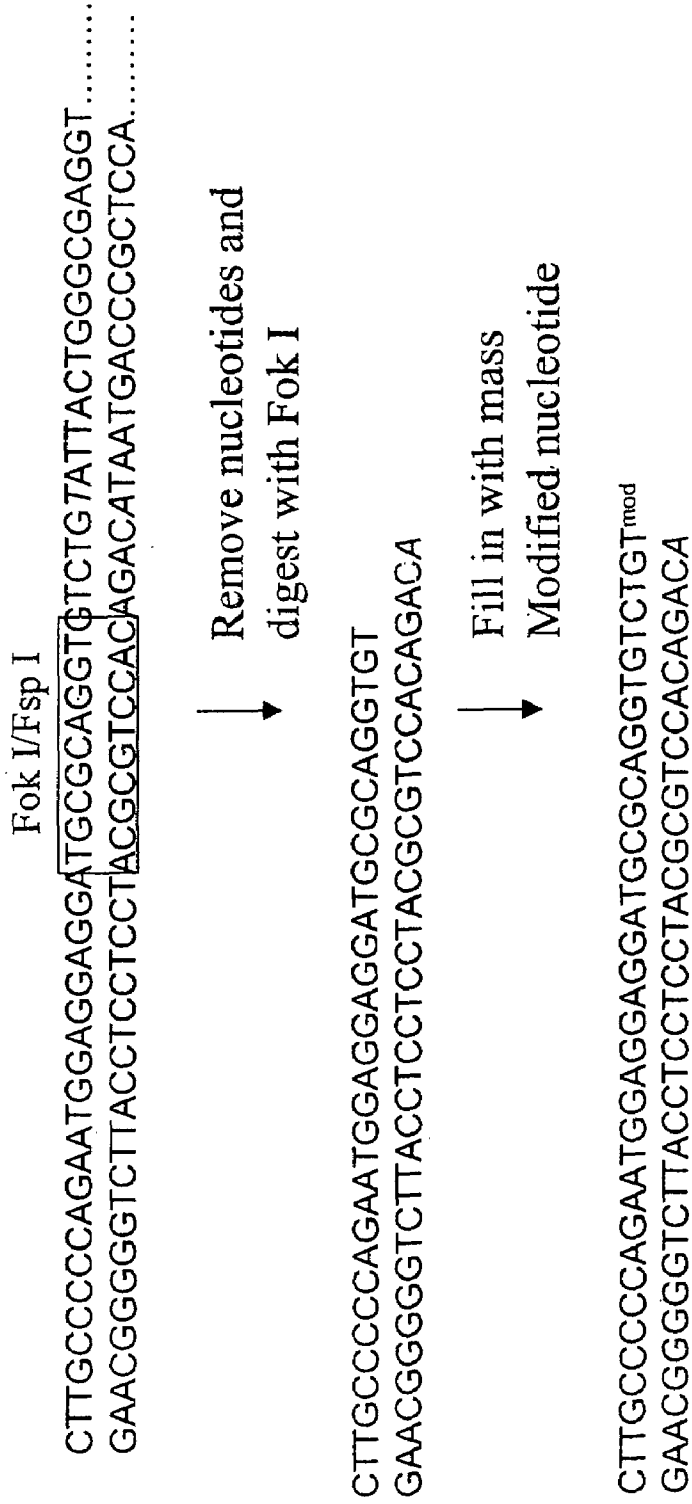 Fok I/Fsp I
CTTGCCCCCAGAATGGAGGAGGATGCGCAGGTGTCTGTATTACTGGGCGAGGT..........
GAACGGGGGTCTTACCTCCTCCTACGCGTCCACAGACATAATGACCCGCTCCA..........
Remove nucleotides and
digest with Fok I
CTTGCCCCCAGAATGGAGGAGGATGCGCAGGTGT
GAACGGGGGTCTTACCTCCTCCTACGCGTCCACAGACA
Fill in with mass
Modified nucleotide
CTTGCCCCCAGAATGGAGGAGGATGCGCAGGTGTCTGTmod
GAACGGGGGTCTTACCTCCTCCTACGCGTCCACAGACA